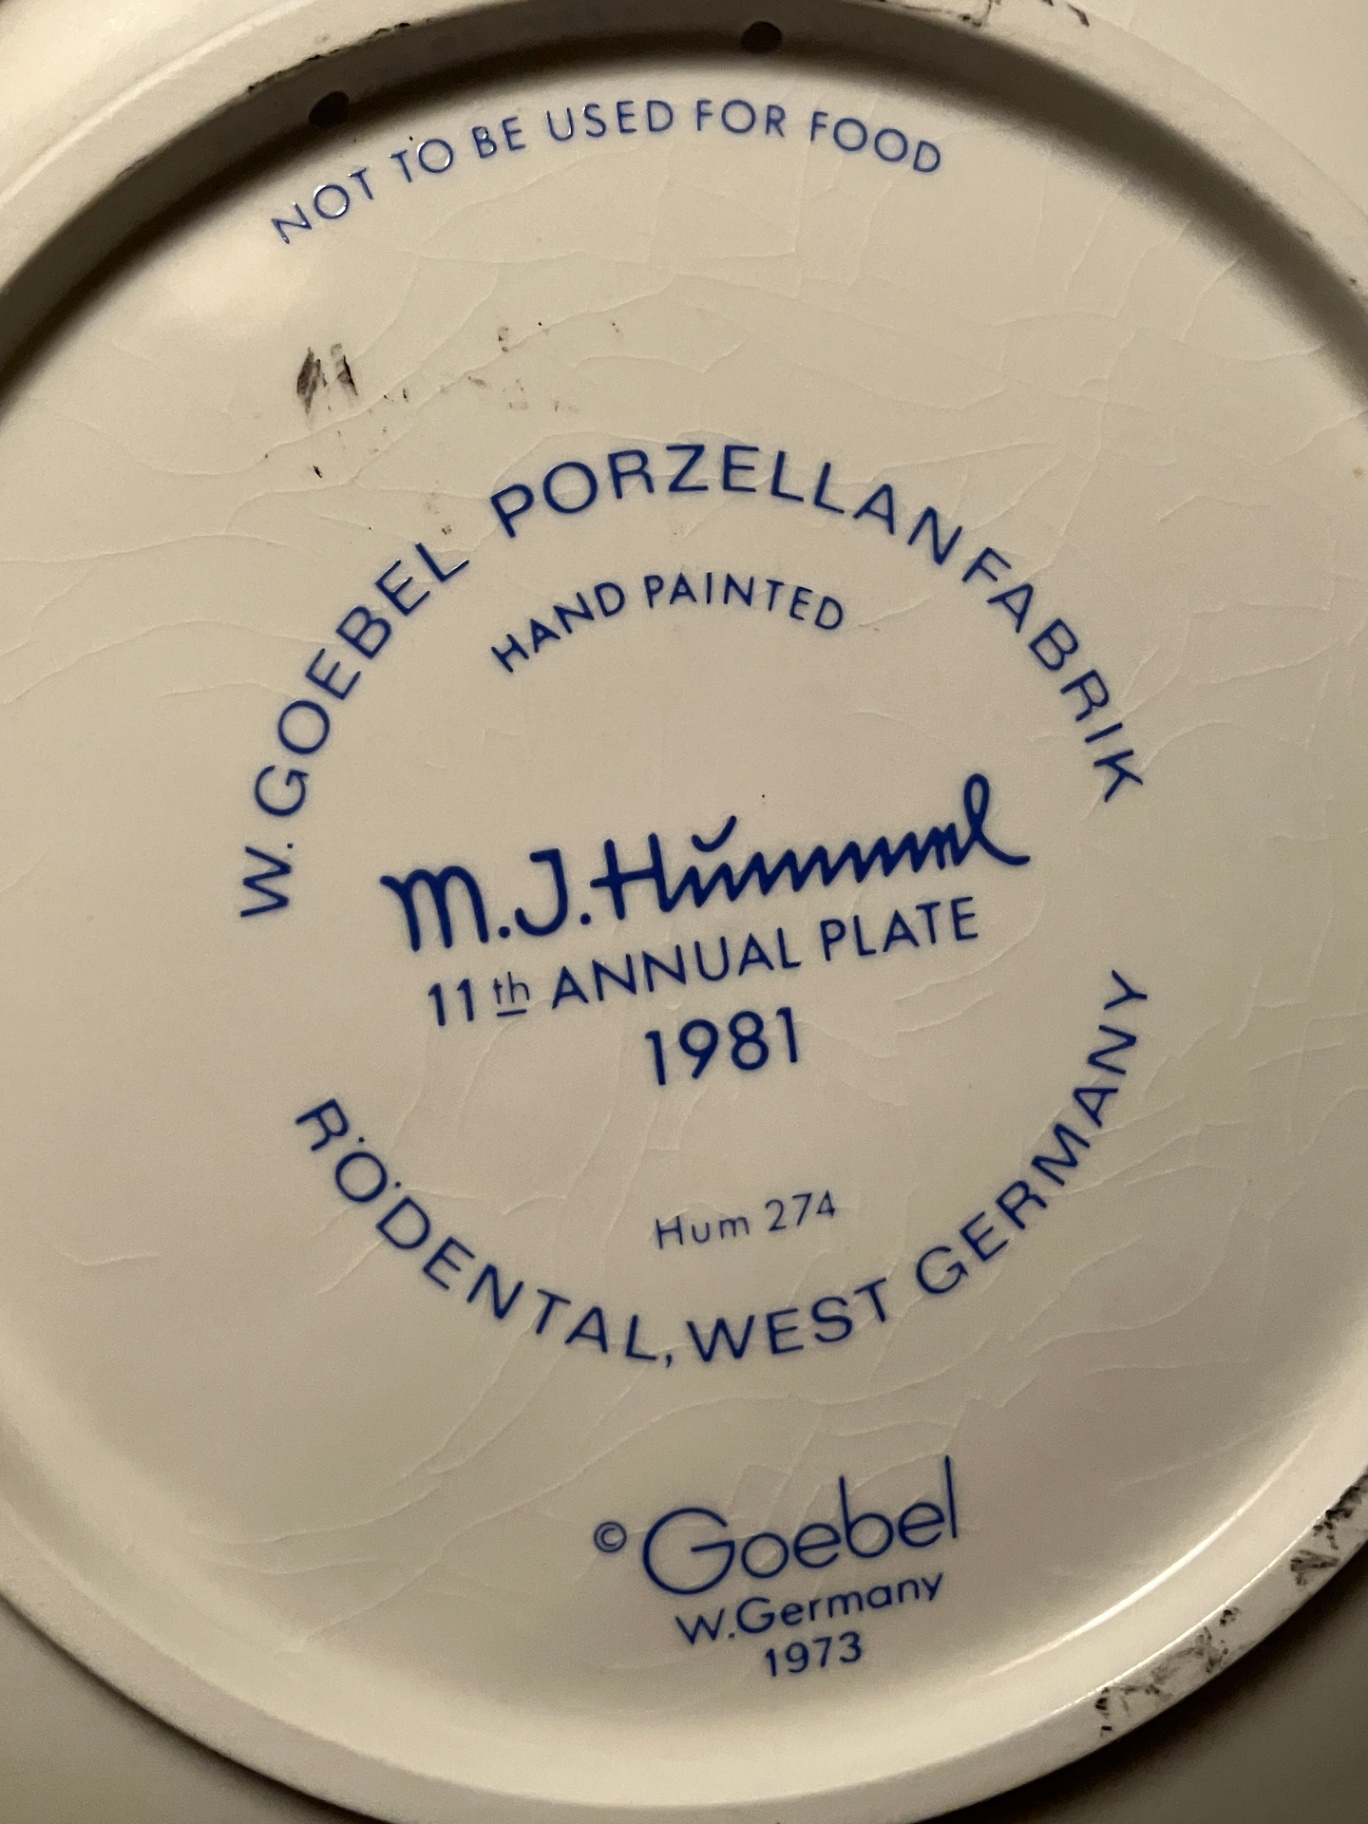 NOT TO BE USED FOR FOOD
W. GOEBEL PORZELLANFABRIK
HAND PAINTED
M.J. Hummel
11th ANNUAL PLATE
1981
Hum 274
RÖDENTAL, WEST GERMANY
© Goebel
W.Germany
1973